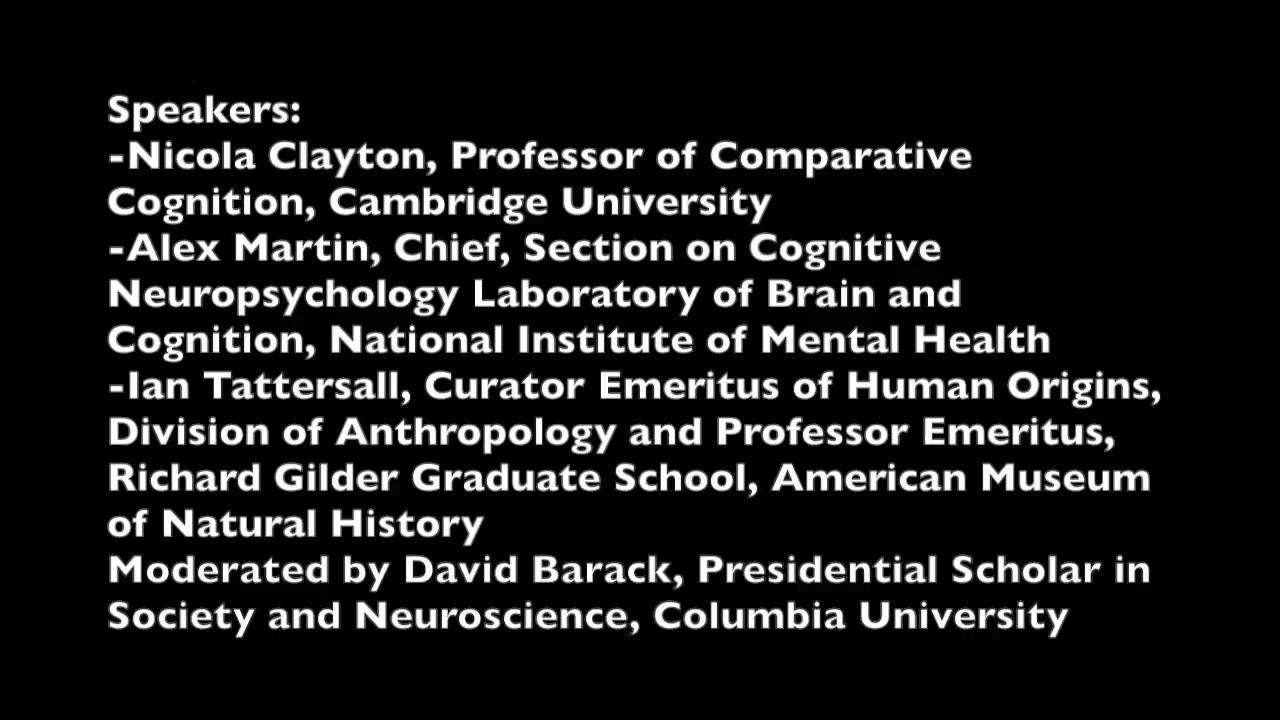 Speakers:
-Nicola Clayton, Professor of Comparative
Cognition, Cambridge University
-Alex Martin, Chief, Section on Cognitive
Neuropsychology Laboratory of Brain and
Cognition, National Institute of Mental Health
-Ian Tattersall, Curator Emeritus of Human Origins,
Division of Anthropology and Professor Emeritus,
Richard Gilder Graduate School, American Museum
of Natural History
Moderated by David Barack, Presidential Scholar in
Society and Neuroscience, Columbia University